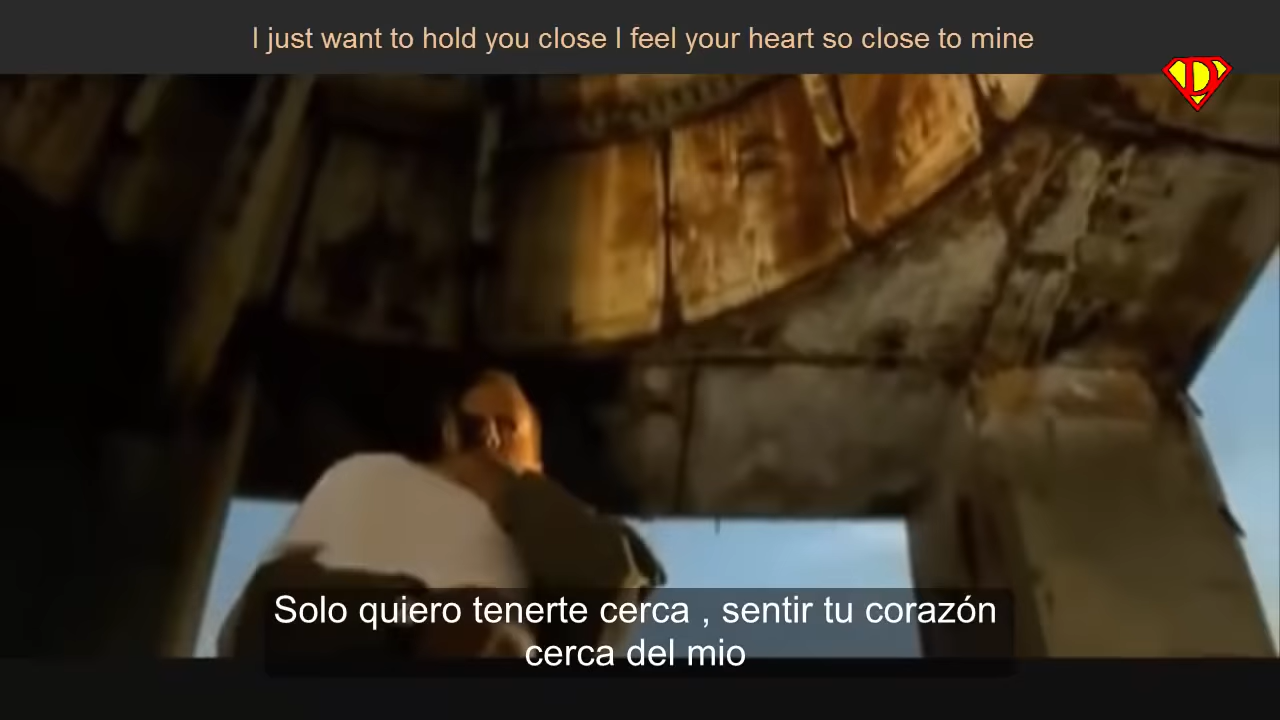 I just want to hold you close I feel your heart so close to mine
D
Solo quiero tenerte cerca , sentir tu corazón
cerca del mio